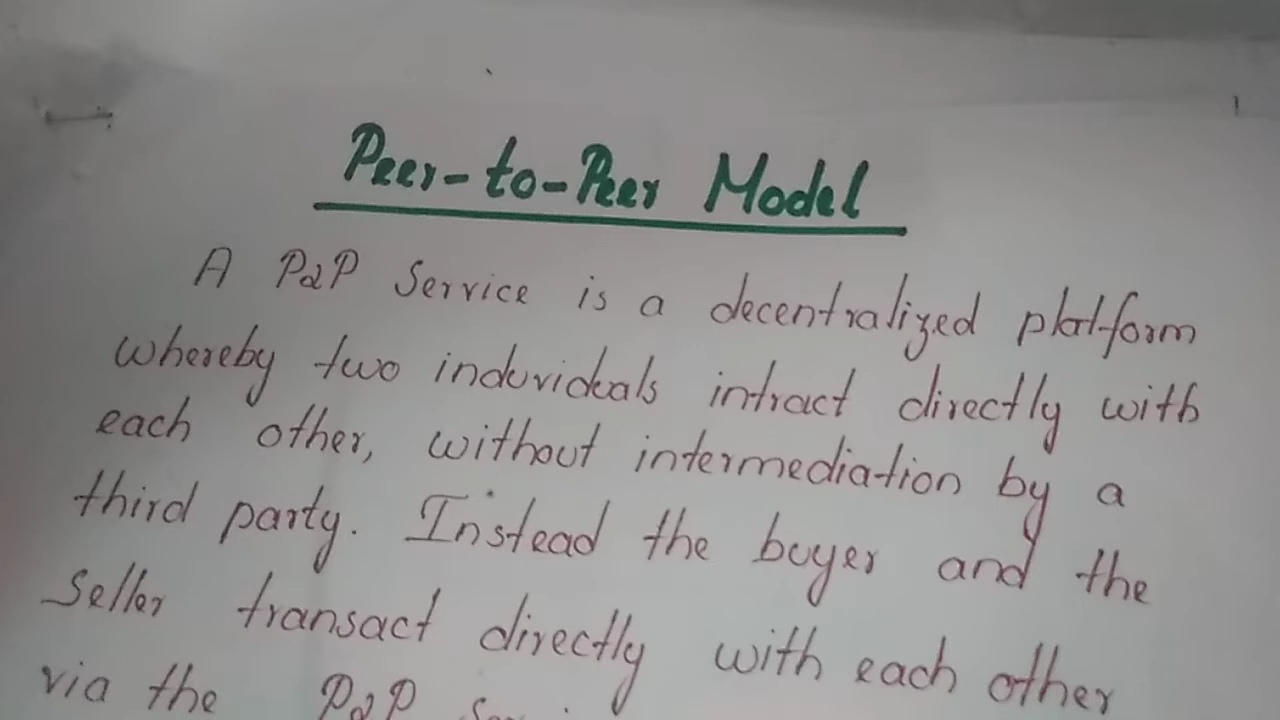 Peer-to-Peer Model
A P2P Service is a decentralized platform
whereby two induviduals intract directly with
each other, without intermediation by a
third party. Instead the buyer and the
Seller transact directly with each other
via the P2P